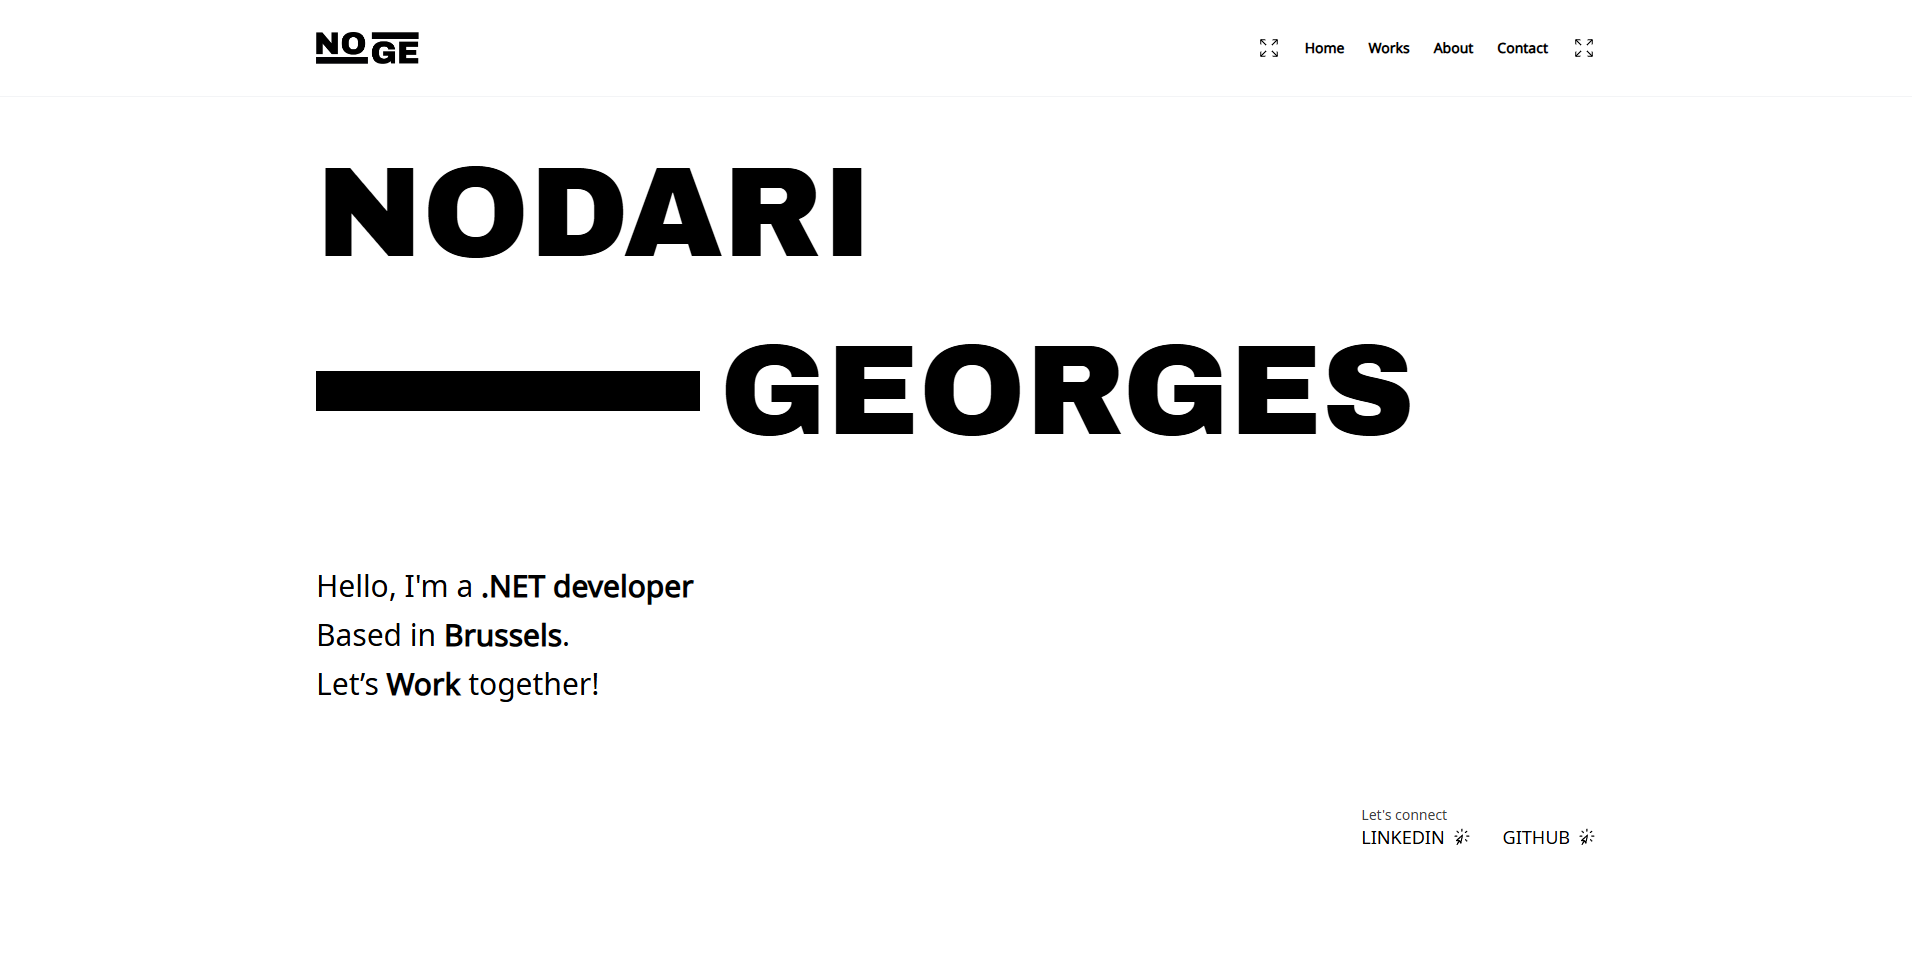 NO GE
Home Works About Contact
NODARI
GEORGES
Hello, I'm a .NET developer
Based in Brussels.
Let’s Work together!
Let's connect
LINKEDIN GITHUB